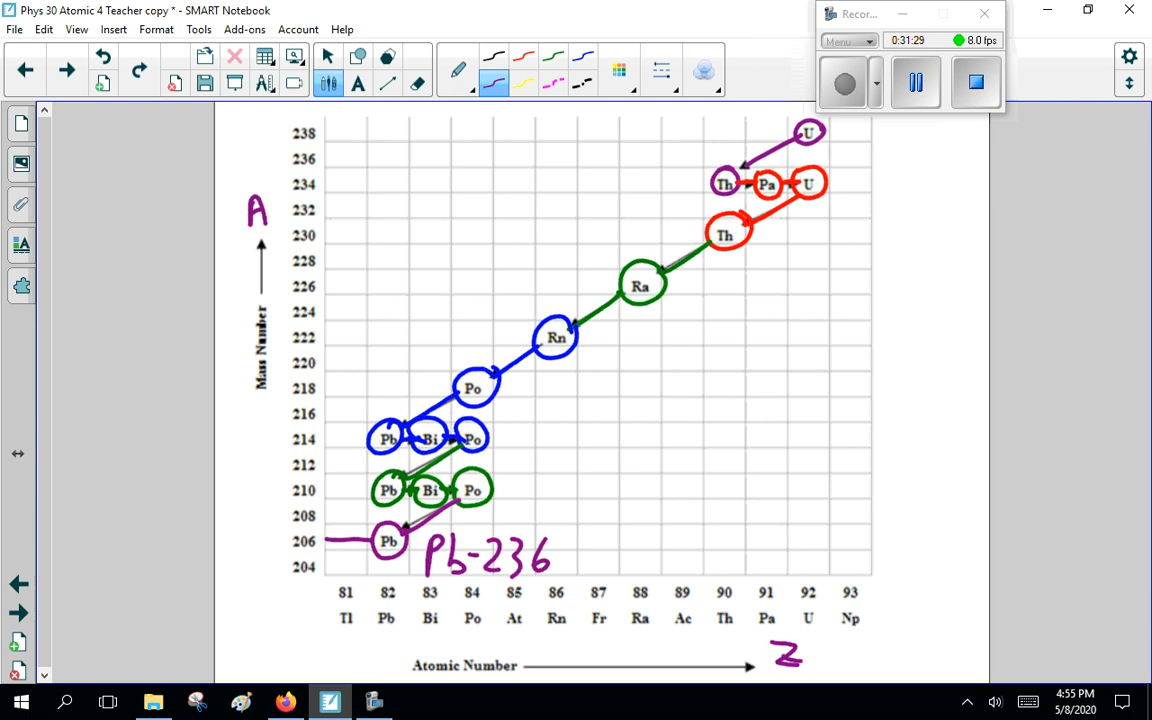 Phys 30 Atomic 4 Teacher copy * - SMART Notebook
File Edit View Insert Format Tools Add-ons Account Help
Recor...
Menu
0:31:29
8.0 fps
A
Mass Number
238 U
236
234 Th Pa U
232
230 Th
228
226 Ra
224
222 Rn
220
218 Po
216
214 Pb Bi Po
212
210 Pb Bi Po
208
206 Pb Pb-236
204
81 82 83 84 85 86 87 88 89 90 91 92 93
Tl Pb Bi Po At Rn Fr Ra Ac Th Pa U Np
Z
Atomic Number
4:55 PM
5/8/2020